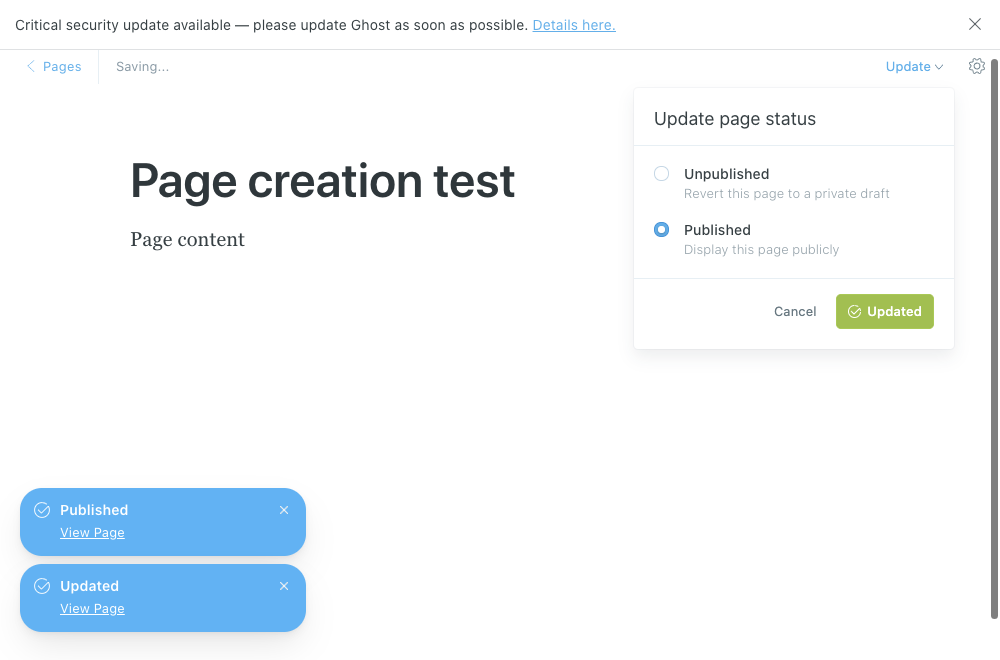 Critical security update available — please update Ghost as soon as possible. Details here.
Pages
Saving...
Update
Update page status
Page creation test
Unpublished
Revert this page to a private draft
Published
Display this page publicly
Page content
Cancel
Updated
Published
View Page
Updated
View Page